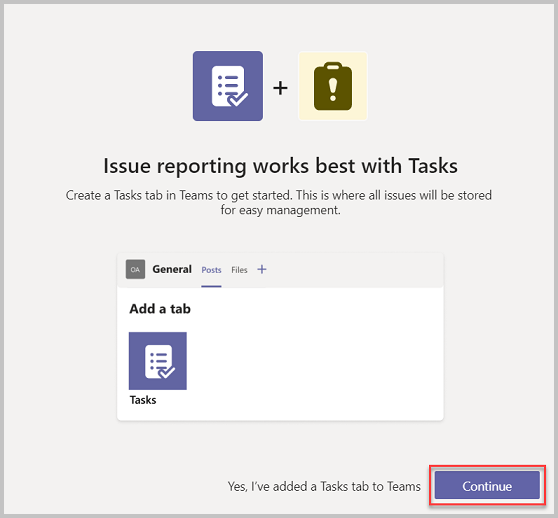 +
Issue reporting works best with Tasks
Create a Tasks tab in Teams to get started. This is where all issues will be stored
for easy management.
OA General Posts Files +
Add a tab
Tasks
Yes, I've added a Tasks tab to Teams Continue